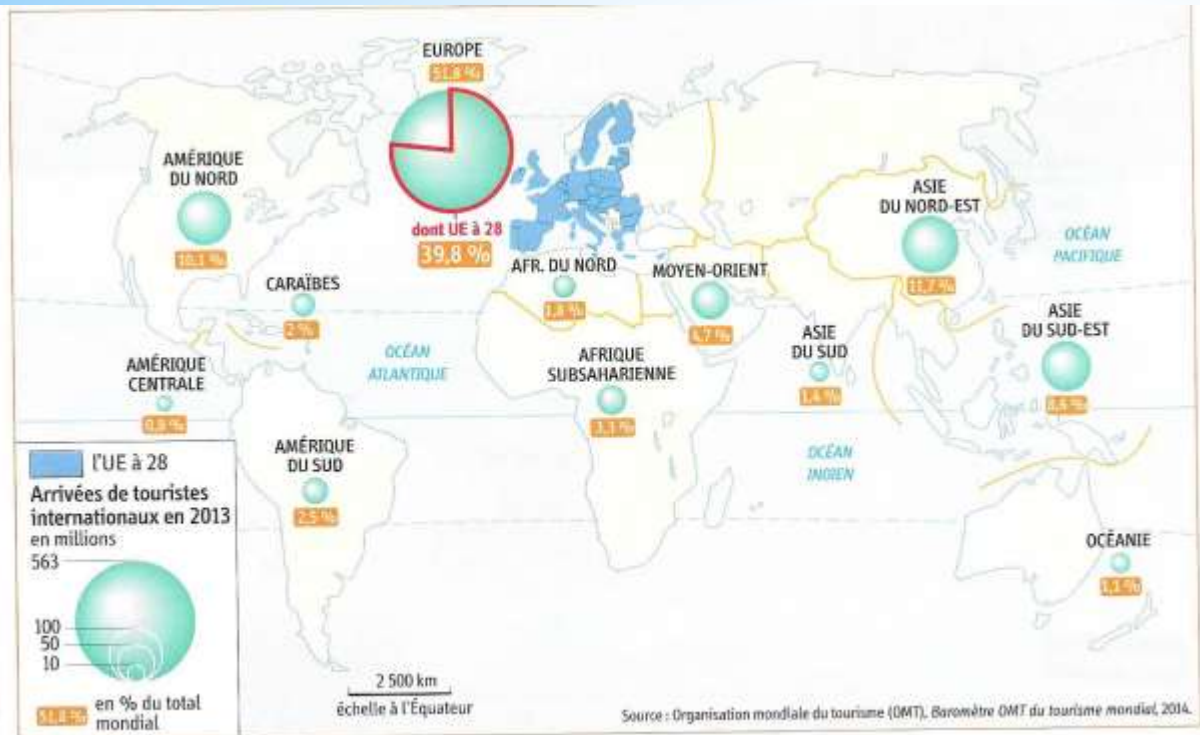 EUROPE
51,8 %
AMÉRIQUE
DU NORD
10,1 %
dont UE à 28
39,8 %
ASIE
DU NORD-EST
11,7 %
OCÉAN
PACIFIQUE
CARAÏBES
2 %
AFR. DU NORD
1,8 %
MOYEN-ORIENT
4,7 %
ASIE
DU SUD-EST
8,6 %
AMÉRIQUE
CENTRALE
0,8 %
OCÉAN
ATLANTIQUE
AFRIQUE
SUBSAHARIENNE
3,3 %
ASIE
DU SUD
1,4 %
AMÉRIQUE
DU SUD
2,5 %
OCÉAN
INDIEN
OCÉANIE
1,1 %
l'UE à 28
Arrivées de touristes
internationaux en 2013
en millions
563
100
50
10
51,8 % en % du total
mondial
2 500 km
échelle à l'Équateur
Source : Organisation mondiale du tourisme (OMT), Baromètre OMT du tourisme mondial, 2014.